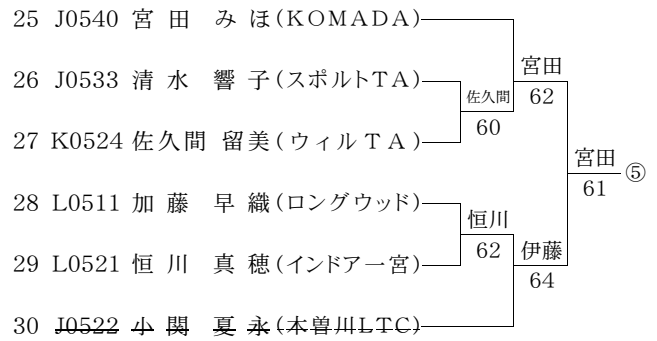 25 J0540 宮田 みほ(KOMADA)
宮田
26 J0533 清水 響子(スポルトTA)
佐久間
62
60
27 K0524 佐久間 留美(ウィルTA)
宮田
⑤
61
28 L0511 加藤 早織(ロングウッド)
恒川
62
伊藤
29 L0521 恒川 真穂(インドア一宮)
64
30 J0522 小関 夏永(木曽川LTC)